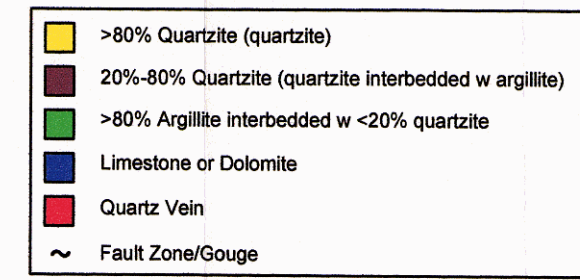 >80% Quartzite (quartzite)
20%-80% Quartzite (quartzite interbedded w argillite)
>80% Argillite interbedded w <20% quartzite
Limestone or Dolomite
Quartz Vein
~ Fault Zone/Gouge